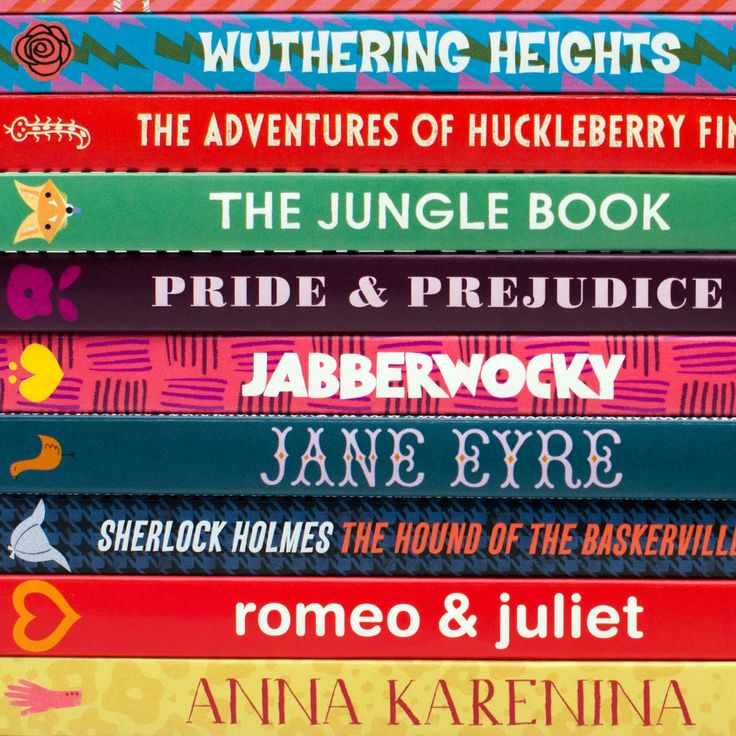 WUTHERING HEIGHTS
THE ADVENTURES OF HUCKLEBERRY FIN
THE JUNGLE BOOK
PRIDE & PREJUDICE
JABBERWOCKY
JANE EYRE
SHERLOCK HOLMES THE HOUND OF THE BASKERVILLE
romeo & juliet
ANNA KARENINA